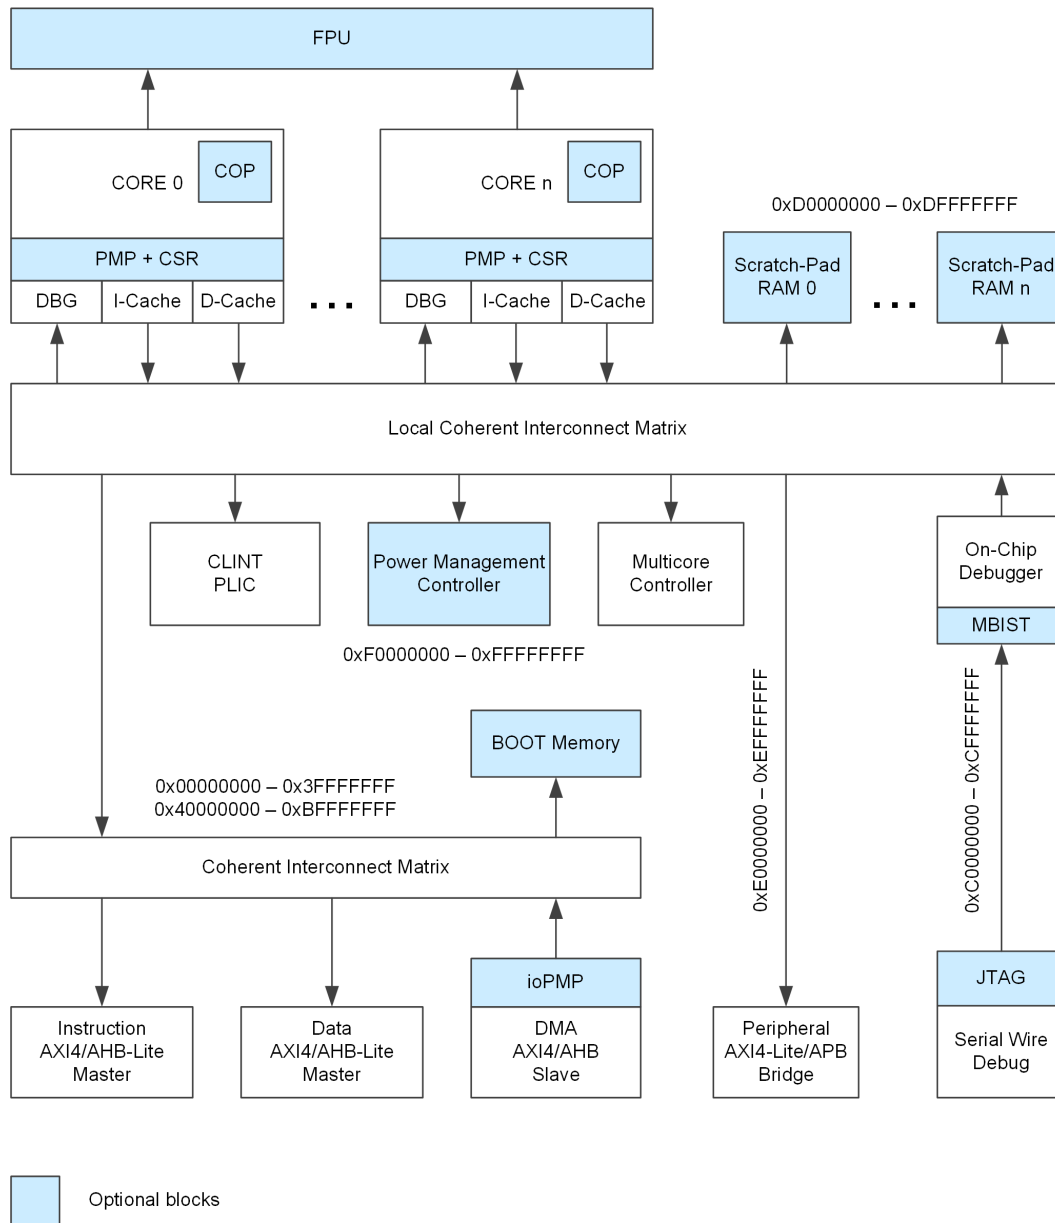 FPU
CORE 0
COP
CORE n
COP
PMP + CSR
PMP + CSR
DBG
I-Cache
D-Cache
...
DBG
I-Cache
D-Cache
0xD0000000 – 0xDFFFFFFF
Scratch-Pad
RAM 0
...
Scratch-Pad
RAM n
Local Coherent Interconnect Matrix
CLINT
PLIC
Power Management
Controller
Multicore
Controller
On-Chip
Debugger
MBIST
0xF0000000 – 0xFFFFFFFF
BOOT Memory
0x00000000 – 0x3FFFFFFF
0x40000000 – 0xBFFFFFFF
0xE0000000 – 0xEFFFFFFF
0xC0000000 – 0xCFFFFFFF
Coherent Interconnect Matrix
Instruction
AXI4/AHB-Lite
Master
Data
AXI4/AHB-Lite
Master
ioPMP
DMA
AXI4/AHB
Slave
Peripheral
AXI4-Lite/APB
Bridge
JTAG
Serial Wire
Debug
Optional blocks